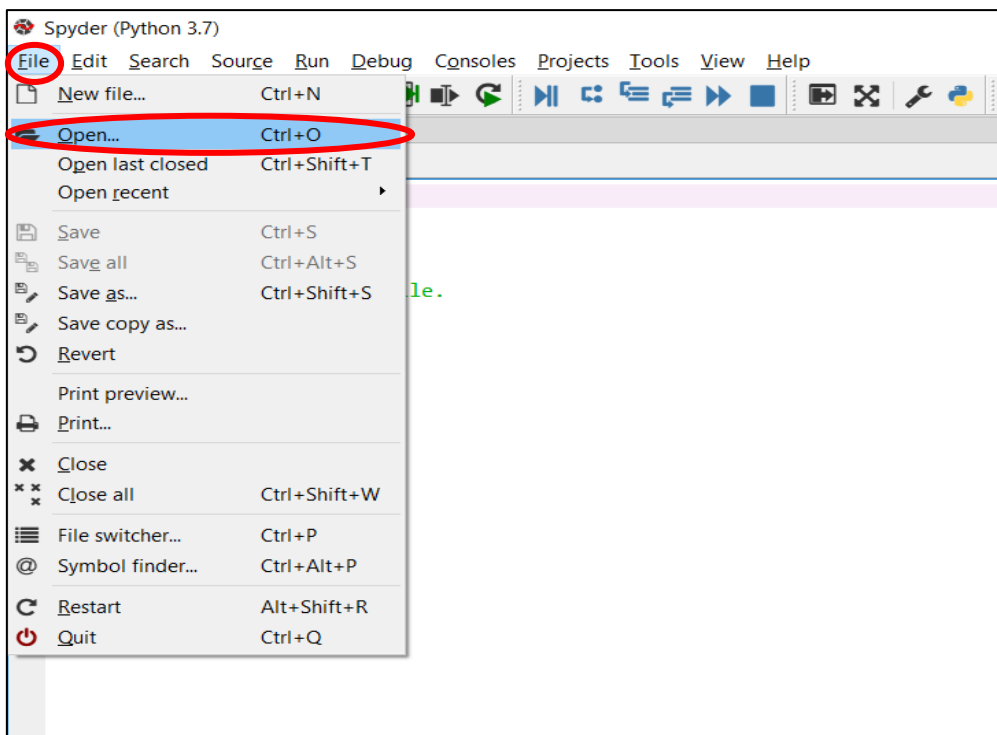 Spyder (Python 3.7)
File Edit Search Source Run Debug Consoles Projects Tools View Help
New file... Ctrl+N
Open... Ctrl+O
Open last closed Ctrl+Shift+T
Open recent
Save Ctrl+S
Save all Ctrl+Alt+S
Save as... Ctrl+Shift+S
le.
Save copy as...
Revert
Print preview...
Print...
Close
Close all Ctrl+Shift+W
File switcher... Ctrl+P
@ Symbol finder... Ctrl+Alt+P
Restart Alt+Shift+R
Quit Ctrl+Q